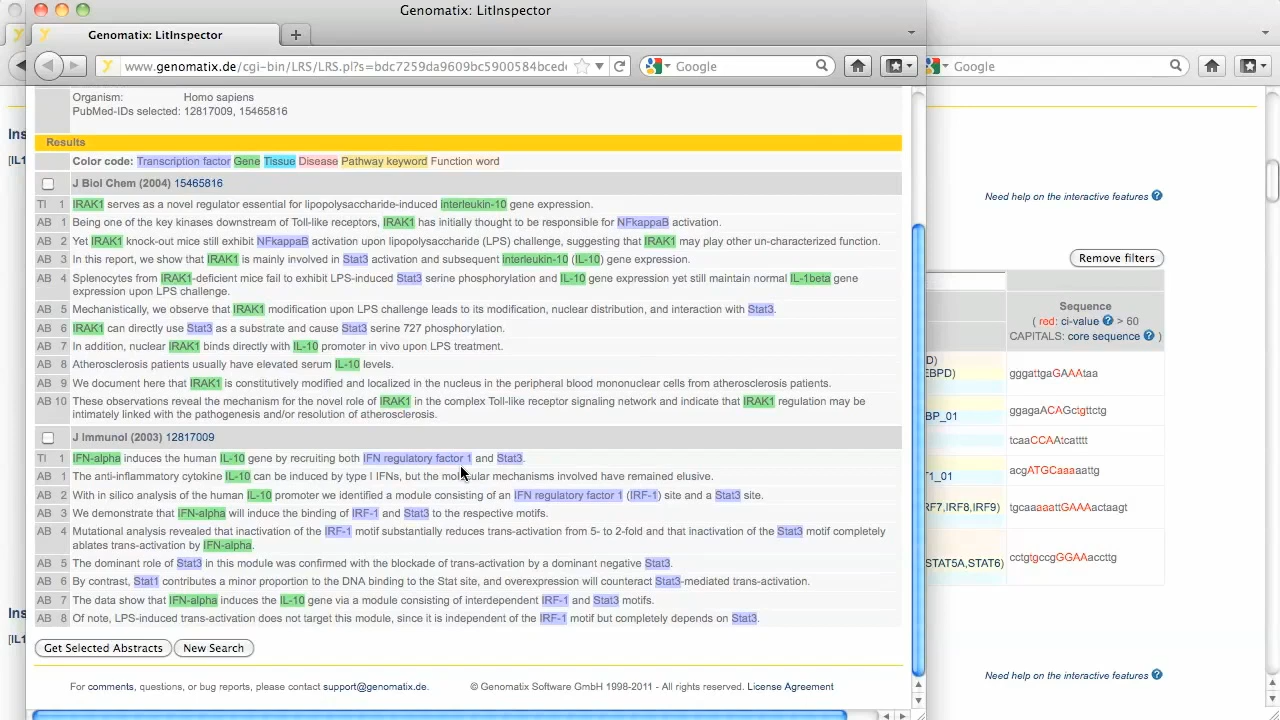 Genomatix: LitInspector
Genomatix: LitInspector
www.genomatix.de/cgi-bin/LRS/LRS.pl?s=bdc7259da9609bc5900584bcede
Google
Google
Organism: Homo sapiens
PubMed-IDs selected: 12817009, 15465816
Results
Color code: Transcription factor Gene Tissue Disease Pathway keyword Function word
J Biol Chem (2004) 15465816
TI 1 IRAK1 serves as a novel regulator essential for lipopolysaccharide-induced interleukin-10 gene expression.
AB 1 Being one of the key kinases downstream of Toll-like receptors, IRAK1 has initially thought to be responsible for NFkappaB activation.
AB 2 Yet IRAK1 knock-out mice still exhibit NFkappaB activation upon lipopolysaccharide (LPS) challenge, suggesting that IRAK1 may play other un-characterized function.
AB 3 In this report, we show that IRAK1 is mainly involved in Stat3 activation and subsequent interleukin-10 (IL-10) gene expression.
AB 4 Splenocytes from IRAK1-deficient mice fail to exhibit LPS-induced Stat3 serine phosphorylation and IL-10 gene expression yet still maintain normal IL-1beta gene
expression upon LPS challenge.
AB 5 Mechanistically, we observe that IRAK1 modification upon LPS challenge leads to its modification, nuclear distribution, and interaction with Stat3.
AB 6 IRAK1 can directly use Stat3 as a substrate and cause Stat3 serine 727 phosphorylation.
AB 7 In addition, nuclear IRAK1 binds directly with IL-10 promoter in vivo upon LPS treatment.
AB 8 Atherosclerosis patients usually have elevated serum IL-10 levels.
AB 9 We document here that IRAK1 is constitutively modified and localized in the nucleus in the peripheral blood mononuclear cells from atherosclerosis patients.
AB 10 These observations reveal the mechanism for the novel role of IRAK1 in the complex Toll-like receptor signaling network and indicate that IRAK1 regulation may be
intimately linked with the pathogenesis and/or resolution of atherosclerosis.
J Immunol (2003) 12817009
TI 1 IFN-alpha induces the human IL-10 gene by recruiting both IFN regulatory factor 1 and Stat3.
AB 1 The anti-inflammatory cytokine IL-10 can be induced by type I IFNs, but the molecular mechanisms involved have remained elusive.
AB 2 With in silico analysis of the human IL-10 promoter we identified a module consisting of an IFN regulatory factor 1 (IRF-1) site and a Stat3 site.
AB 3 We demonstrate that IFN-alpha will induce the binding of IRF-1 and Stat3 to the respective motifs.
AB 4 Mutational analysis revealed that inactivation of the IRF-1 motif substantially reduces trans-activation from 5- to 2-fold and that inactivation of the Stat3 motif completely
ablates trans-activation by IFN-alpha.
AB 5 The dominant role of Stat3 in this module was confirmed with the blockade of trans-activation by a dominant negative Stat3.
AB 6 By contrast, Stat1 contributes a minor proportion to the DNA binding to the Stat site, and overexpression will counteract Stat3-mediated trans-activation.
AB 7 The data show that IFN-alpha induces the IL-10 gene via a module consisting of interdependent IRF-1 and Stat3 motifs.
AB 8 Of note, LPS-induced trans-activation does not target this module, since it is independent of the IRF-1 motif but completely depends on Stat3.
Get Selected Abstracts New Search
For comments, questions, or bug-reports, please contact support@genomatix.de. © Genomatix Software GmbH 1998-2011 - All rights reserved. License Agreement
Ins
[IL1
Ins
[IL1
Need help on the interactive features ?
Remove filters
Sequence
( red: ci-value ? > 60
CAPITALS: core sequence ? )
D)
EBPD) gggattgaGAAAtaa
BP_01 ggagaACAGctgttctg
tcaaCCAAtcatttt
T1_01 acgATGCaaaattg
RF7,IRF8,IRF9) tgcaaaattGAAActaagt
STAT5A,STAT6) cctgtgccgGGAAaccttg
Need help on the interactive features ?